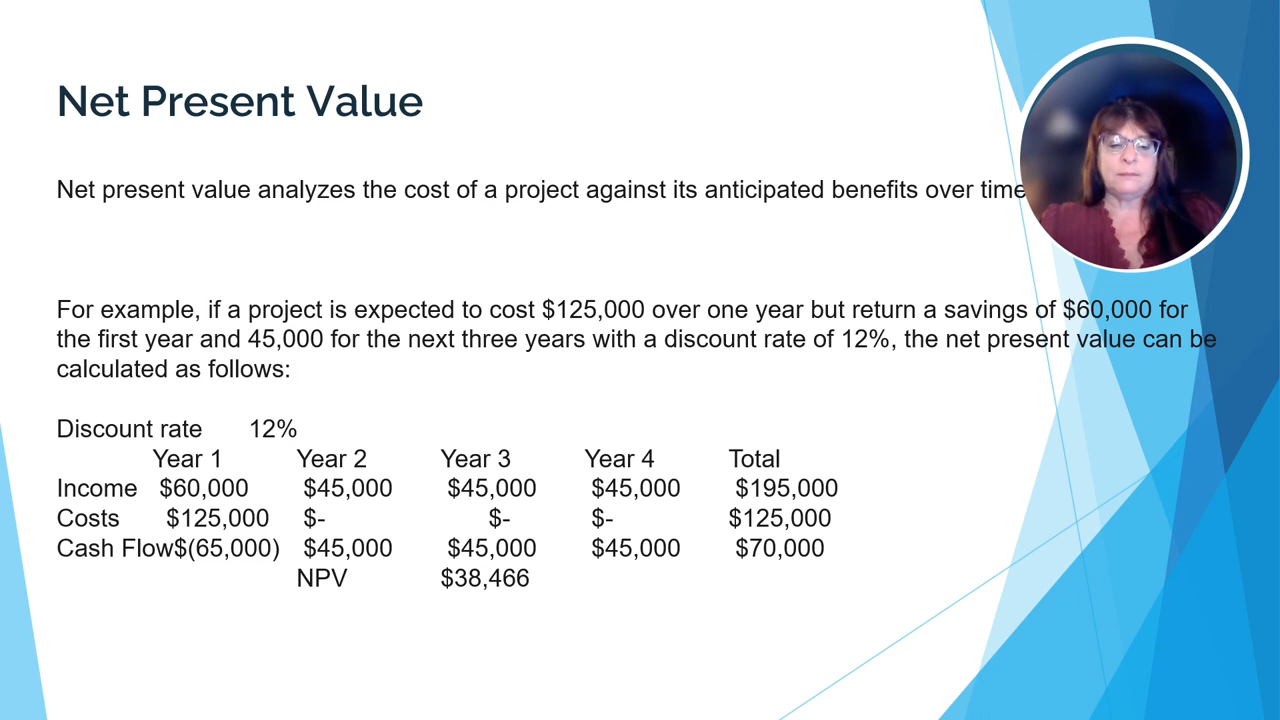 Net Present Value
Net present value analyzes the cost of a project against its anticipated benefits over time
For example, if a project is expected to cost $125,000 over one year but return a savings of $60,000 for
the first year and 45,000 for the next three years with a discount rate of 12%, the net present value can be
calculated as follows:
Discount rate 12%
Year 1 Year 2 Year 3 Year 4 Total
Income $60,000 $45,000 $45,000 $45,000 $195,000
Costs $125,000 $- $- $- $125,000
Cash Flow$(65,000) $45,000 $45,000 $45,000 $70,000
NPV $38,466